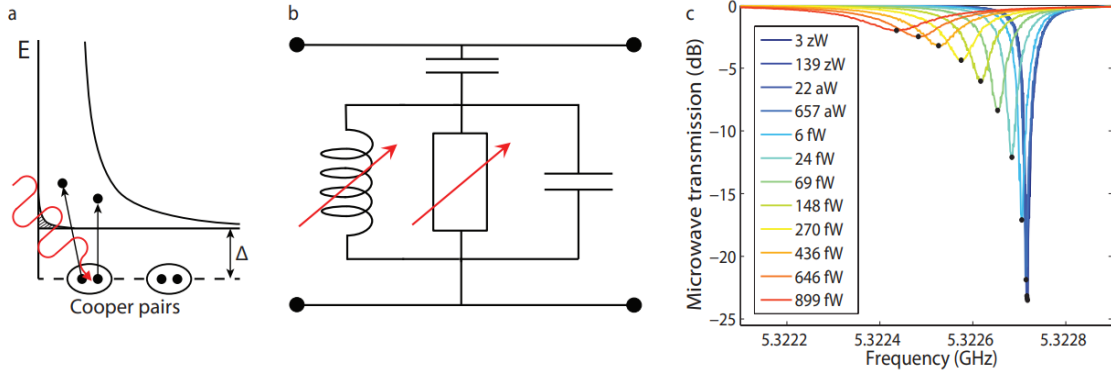 a
E
Δ
Cooper pairs
b
c
Microwave transmission (dB)
0
−5
−10
−15
−20
−25
3 zW
139 zW
22 aW
657 aW
6 fW
24 fW
69 fW
148 fW
270 fW
436 fW
646 fW
899 fW
5.3222
5.3224
5.3226
5.3228
Frequency (GHz)